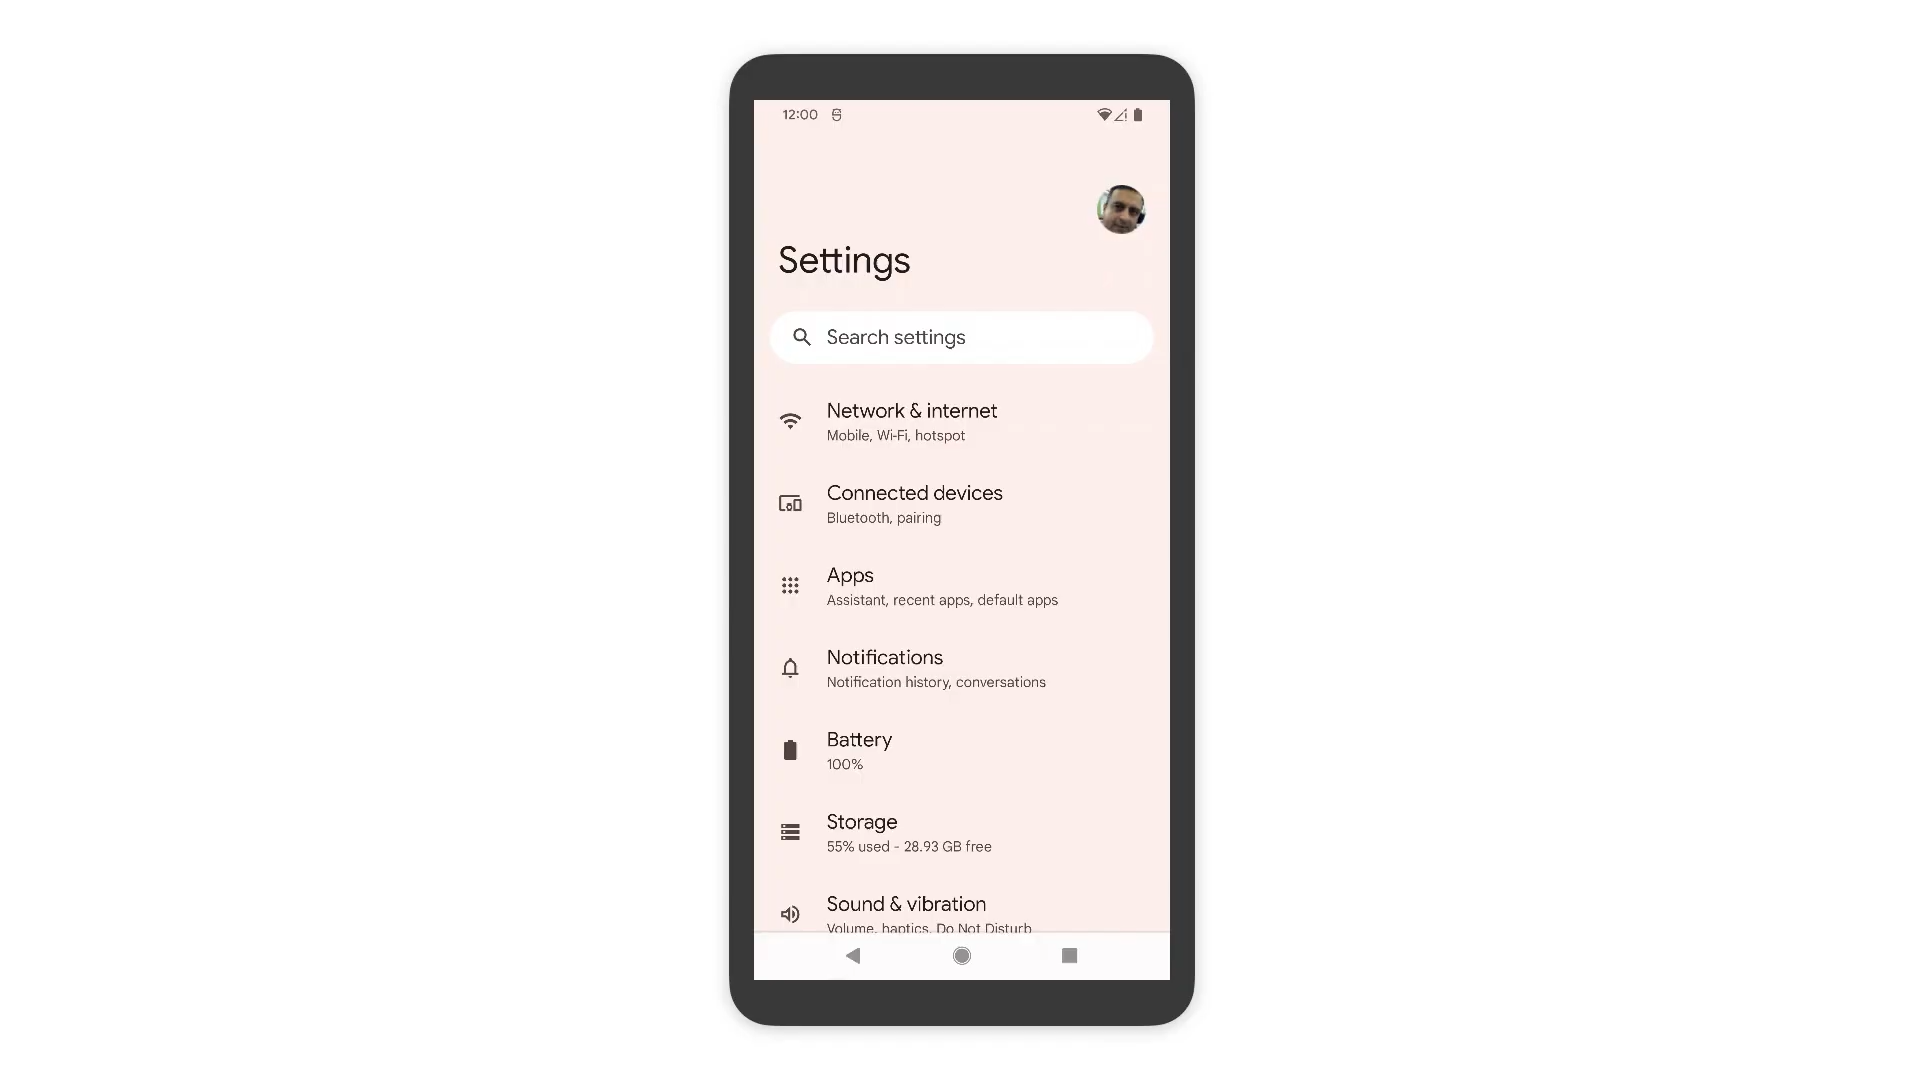 12:00
Settings
Search settings
Network & internet
Mobile, Wi-Fi, hotspot
Connected devices
Bluetooth, pairing
Apps
Assistant, recent apps, default apps
Notifications
Notification history, conversations
Battery
100%
Storage
55% used - 28.93 GB free
Sound & vibration
Volume, haptics, Do Not Disturb